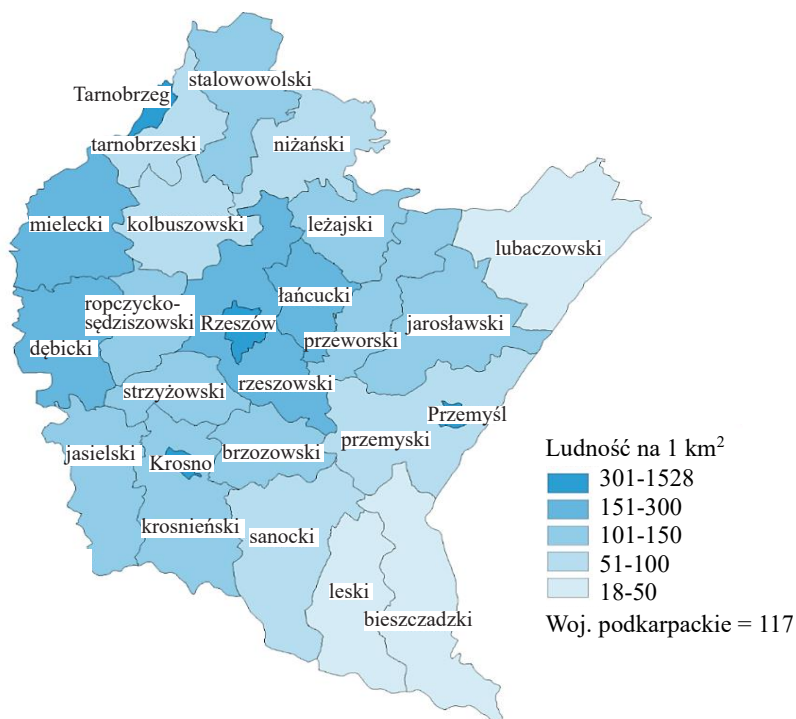 stalowowolski
Tarnobrzeg
tarnobrzeski
niżański
mielecki
kolbuszowski
leżajski
lubaczowski
ropczycko-
sędziszowski
łańcucki
Rzeszów
jarosławski
dębicki
przeworski
strzyżowski
rzeszowski
Przemyśl
jasielski
Krosno
brzozowski
przemyski
krosnieński
sanocki
leski
bieszczadzki
Ludność na 1 km²
301-1528
151-300
101-150
51-100
18-50
Woj. podkarpackie = 117